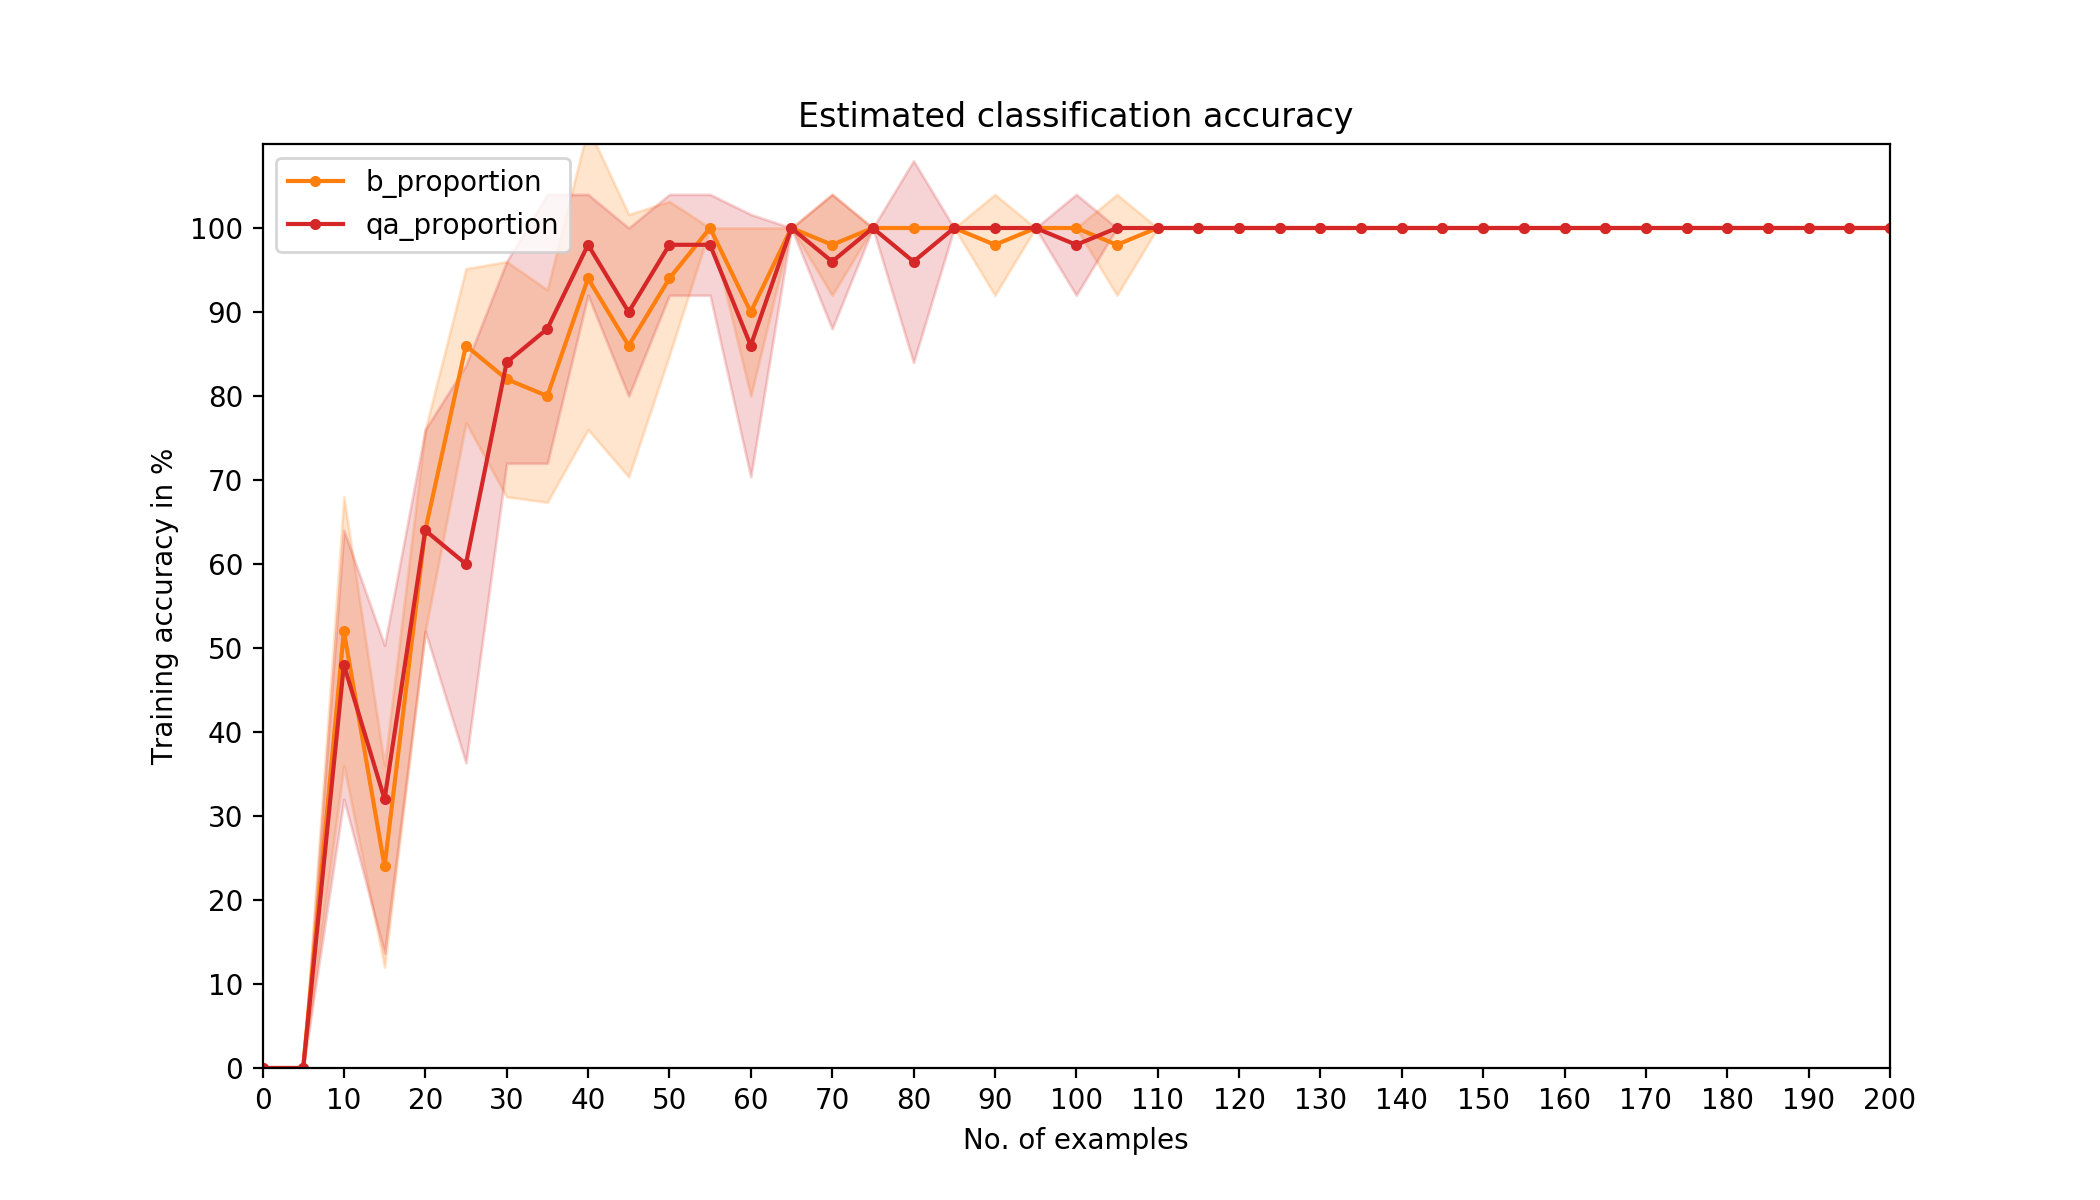 Estimated classification accuracy
b_proportion
qa_proportion
Training accuracy in %
100
90
80
70
60
50
40
30
20
10
0
0 10 20 30 40 50 60 70 80 90 100 110 120 130 140 150 160 170 180 190 200
No. of examples